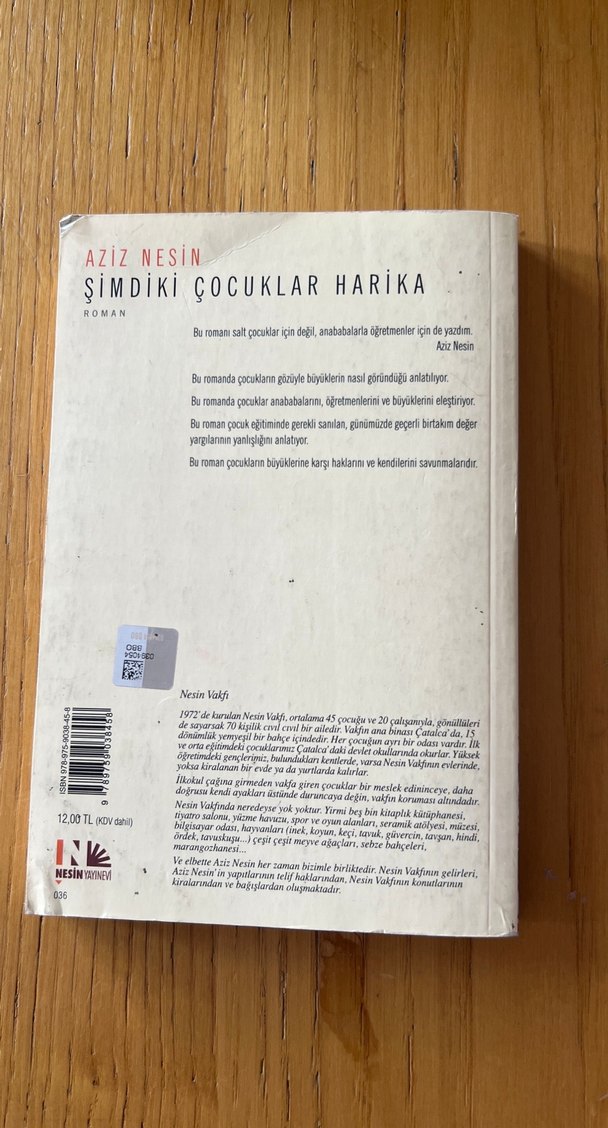 AZİZ NESİN
ŞİMDİKİ ÇOCUKLAR HARİKA
ROMAN
Bu romanı salt çocuklar için değil, anababalarla öğretmenler için de yazdım.
Aziz Nesin
Bu romanda çocukların gözüyle büyüklerin nasıl göründüğü anlatılıyor.
Bu romanda çocuklar anababalarını, öğretmenlerini ve büyüklerini eleştiriyor.
Bu roman çocuk eğitiminde gerekli sanılan, günümüzde geçerli birtakım değer
yargılarının yanlışlığını anlatıyor.
Bu roman çocukların büyüklerine karşı haklarını ve kendilerini savunmalarıdır.
0394054
BBO
Nesin Vakfı
1972'de kurulan Nesin Vakfı, ortalama 45 çocuğu ve 20 çalışanıyla, gönüllüleri
de sayarsak 70 kişilik cıvıl cıvıl bir ailedir. Vakfın ana binası Çatalca'da, 15
dönümlük yemyeşil bir bahçe içindedir. Her çocuğun ayrı bir odası vardır. İlk
ve orta eğitimdeki çocuklarımız Çatalca'daki devlet okullarında okurlar. Yüksek
öğretimdeki gençlerimiz, bulundukları kentlerde, varsa Nesin Vakfının evlerinde,
yoksa kiralanan bir evde ya da yurtlarda kalırlar.
İlkokul çağına girmeden vakfa giren çocuklar bir meslek edininceye, daha
doğrusu kendi ayakları üstünde duruncaya değin, vakfın koruması altındadır.
Nesin Vakfında neredeyse yok yoktur. Yirmi beş bin kitaplık kütüphanesi,
tiyatro salonu, yüzme havuzu, spor ve oyun alanları, seramik atölyesi, müzesi,
bilgisayar odası, hayvanları (inek, koyun, keçi, tavuk, güvercin, tavşan, hindi,
ördek, tavuskuşu...) çeşit çeşit meyve ağaçları, sebze bahçeleri,
marangozhanesi...
Ve elbette Aziz Nesin her zaman bizimle birliktedir. Nesin Vakfının gelirleri,
Aziz Nesin'in yapıtlarının telif haklarından, Nesin Vakfının konutlarının
kiralarından ve bağışlardan oluşmaktadır.
ISBN 978-975-9038-45-8
9 789759 038458
12,00 TL (KDV dahil)
N
NESİN YAYINEVİ
036